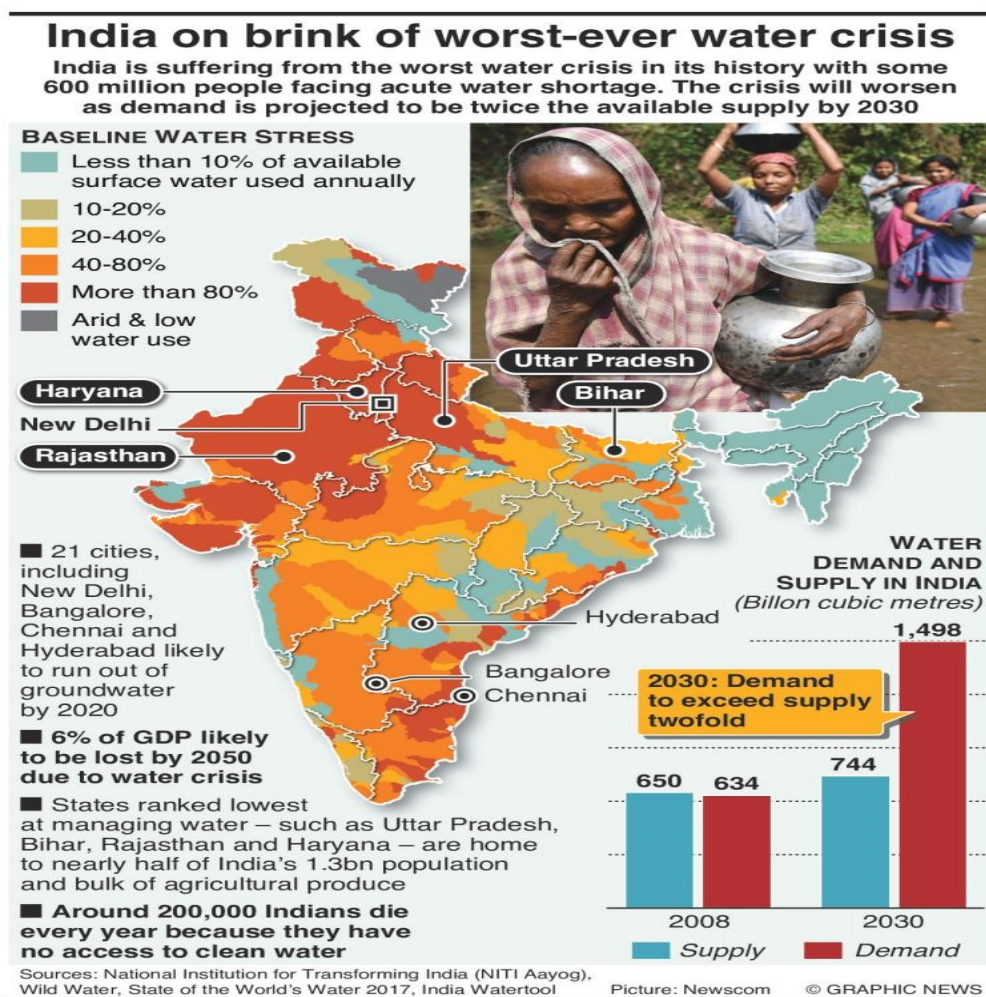 India on brink of worst-ever water crisis
India is suffering from the worst water crisis in its history with some
600 million people facing acute water shortage. The crisis will worsen
as demand is projected to be twice the available supply by 2030
BASELINE WATER STRESS
Less than 10% of available
surface water used annually
10-20%
20-40%
40-80%
More than 80%
Arid & low
water use
Uttar Pradesh
Haryana
Bihar
New Delhi
Rajasthan
Hyderabad
Bangalore
Chennai
■ 21 cities,
including
New Delhi,
Bangalore,
Chennai and
Hyderabad likely
to run out of
groundwater
by 2020
■ 6% of GDP likely
to be lost by 2050
due to water crisis
■ States ranked lowest
at managing water – such as Uttar Pradesh,
Bihar, Rajasthan and Haryana – are home
to nearly half of India's 1.3bn population
and bulk of agricultural produce
■ Around 200,000 Indians die
every year because they have
no access to clean water
WATER
DEMAND AND
SUPPLY IN INDIA
(Billon cubic metres)
1,498
2030: Demand
to exceed supply
twofold
650 634 744
2008 2030
Supply Demand
Sources: National Institution for Transforming India (NITI Aayog),
Wild Water, State of the World's Water 2017, India Watertool
Picture: Newscom © GRAPHIC NEWS